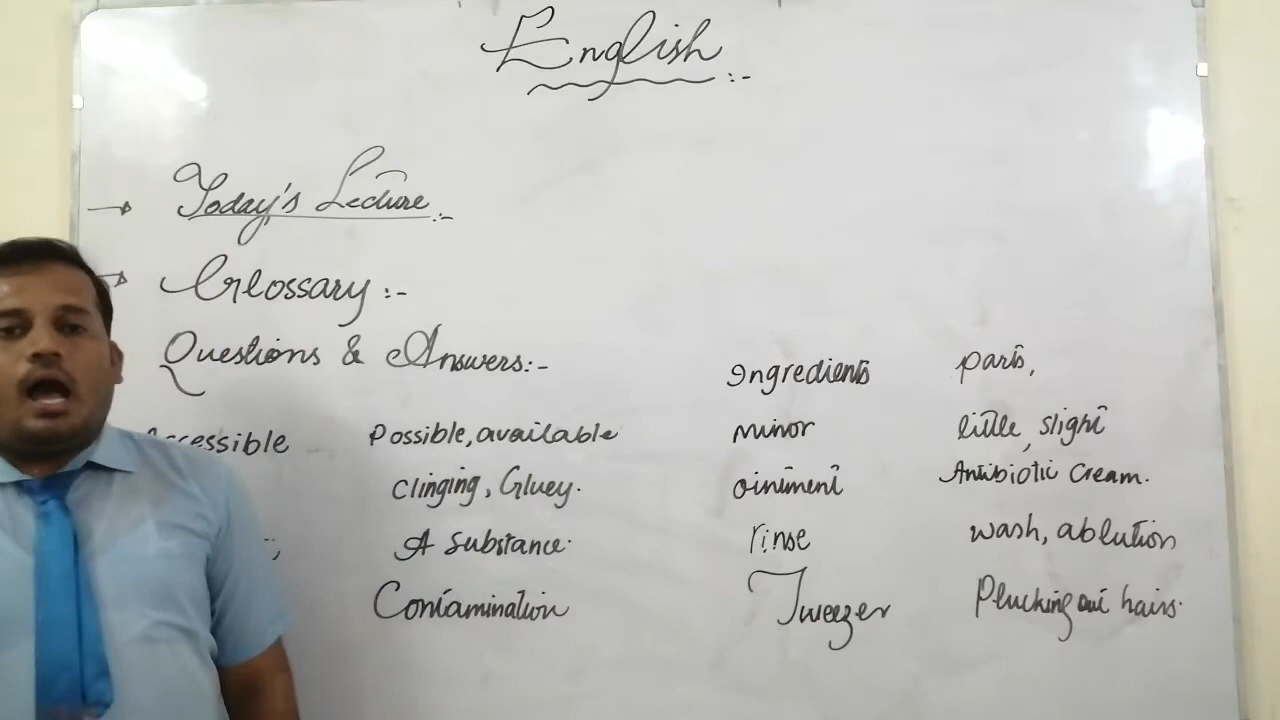 English :-
→ Today's Lecture :-
→ Glossary :-
Questions & Answers :-
Ingredients parts,
Accessible Possible, available minor little, slight
Clinging, Gluey. ointment Antibiotic Cream.
A substance. rinse wash, ablution
Contamination Tweezer Plucking out hairs.